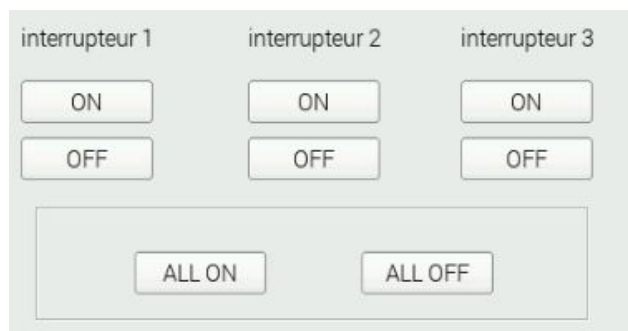 interrupteur 1 interrupteur 2 interrupteur 3
ON ON ON
OFF OFF OFF
ALL ON ALL OFF